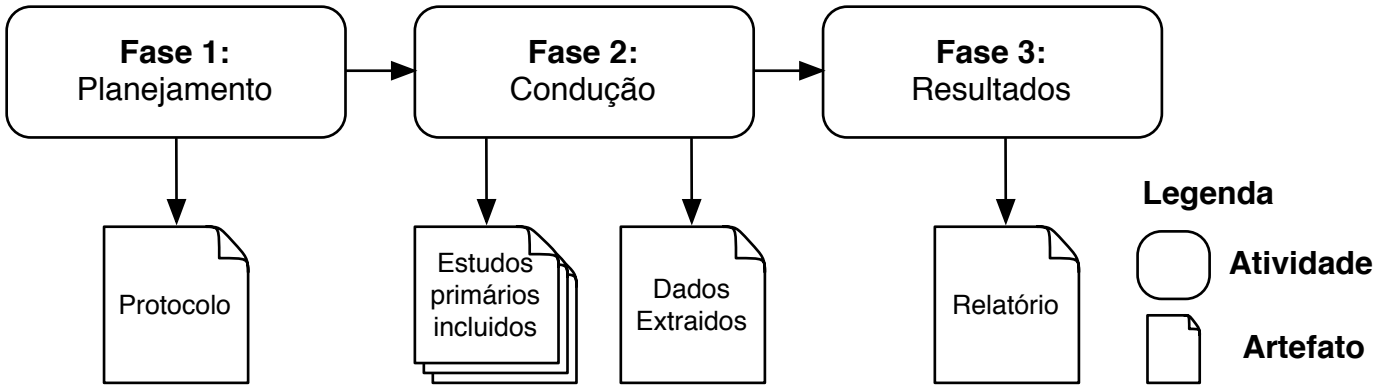 Fase 1:
Planejamento
Fase 2:
Condução
Fase 3:
Resultados
Protocolo
Estudos
primários
incluidos
Dados
Extraidos
Relatório
Legenda
Atividade
Artefato